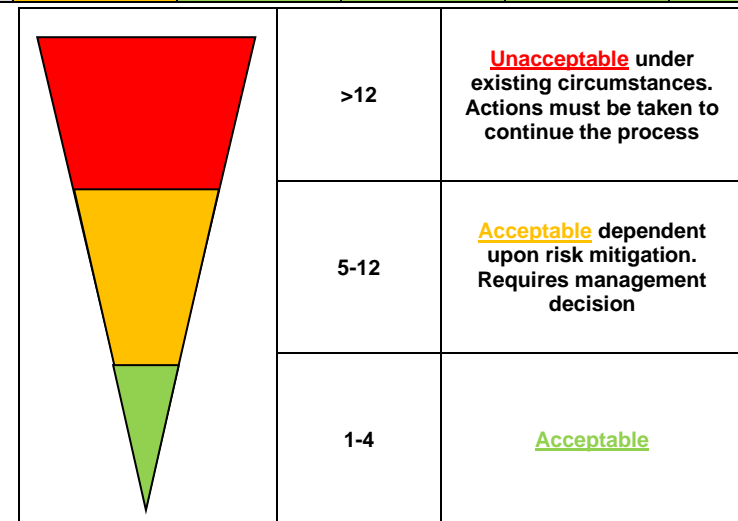 >12
Unacceptable under
existing circumstances.
Actions must be taken to
continue the process
5-12
Acceptable dependent
upon risk mitigation.
Requires management
decision
1-4
Acceptable